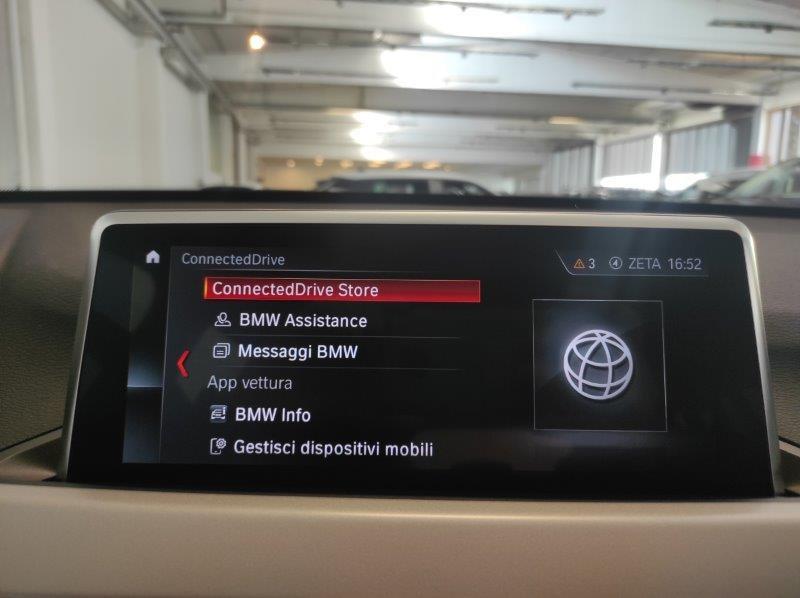 ConnectedDrive
3 4 ZETA 16:52
ConnectedDrive Store
BMW Assistance
Messaggi BMW
App vettura
BMW Info
Gestisci dispositivi mobili